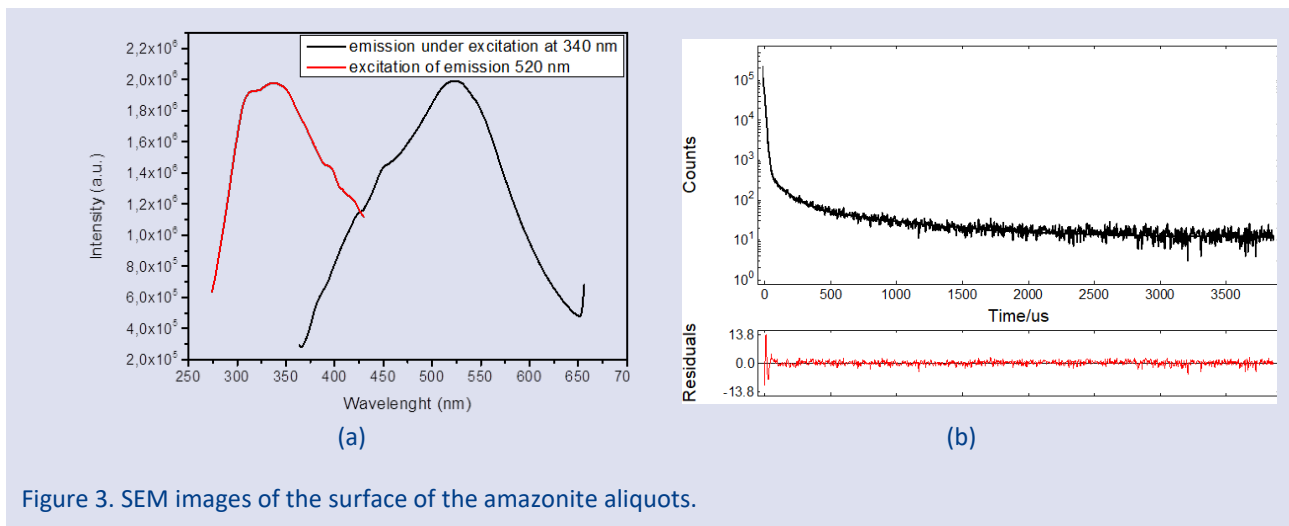 emission under excitation at 340 nm
excitation of emission 520 nm
2,2x10⁶
2,0x10⁶
1,8x10⁶
1,6x10⁶
1,4x10⁶
1,2x10⁶
1,0x10⁶
8,0x10⁵
6,0x10⁵
4,0x10⁵
2,0x10⁵
Intensity (a.u.)
250 300 350 400 450 500 550 600 650 70
Wavelenght (nm)
(a)
10⁵
10⁴
10³
10²
10¹
10⁰
Counts
0 500 1000 1500 2000 2500 3000 3500
Time/us
13.8
0.0
-13.8
Residuals
(b)
Figure 3. SEM images of the surface of the amazonite aliquots.